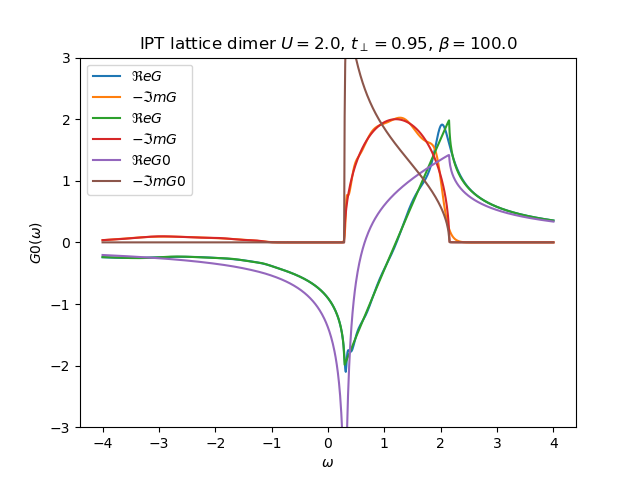 IPT lattice dimer U = 2.0, t⊥ = 0.95, β = 100.0
ℜeG
−ℑmG
ℜeG
−ℑmG
ℜeG0
−ℑmG0
3
2
1
0
−1
−2
−3
G0(ω)
−4 −3 −2 −1 0 1 2 3 4
ω